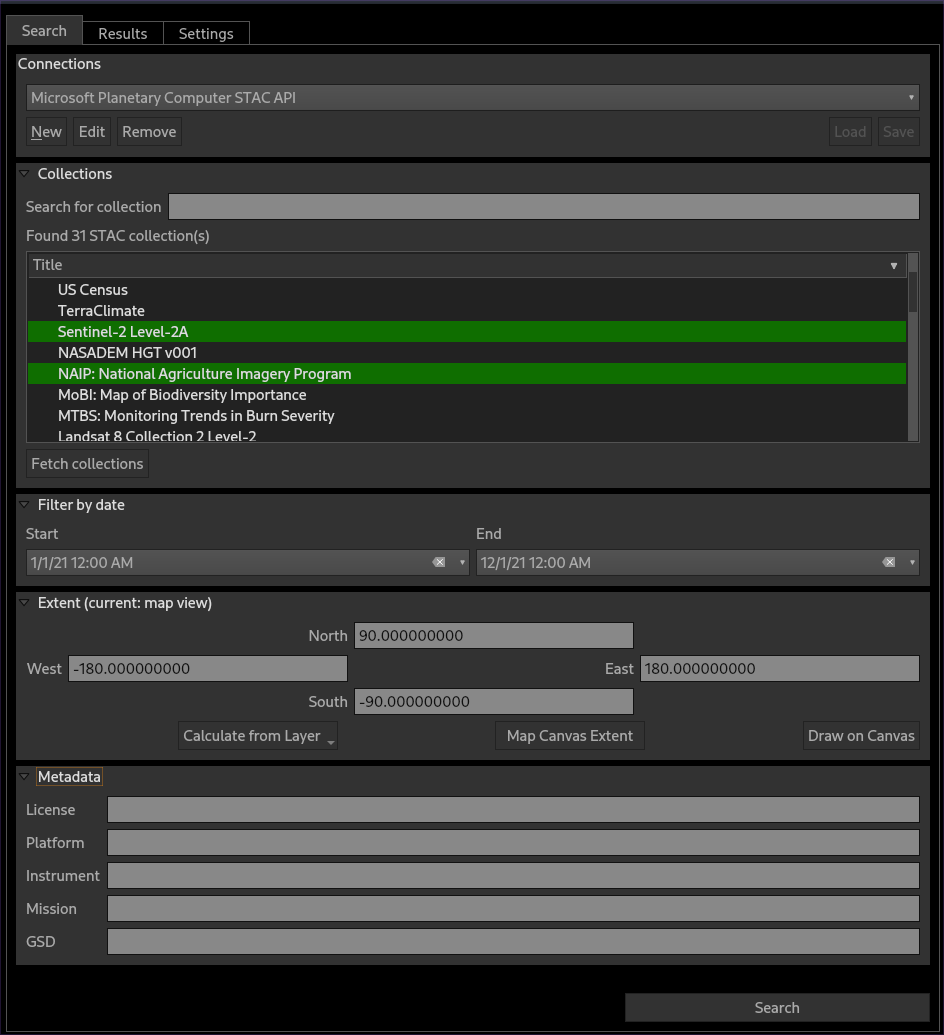 Search Results Settings
Connections
Microsoft Planetary Computer STAC API
New Edit Remove Load Save
Collections
Search for collection
Found 31 STAC collection(s)
Title
US Census
TerraClimate
Sentinel-2 Level-2A
NASADEM HGT v001
NAIP: National Agriculture Imagery Program
MoBI: Map of Biodiversity Importance
MTBS: Monitoring Trends in Burn Severity
Landsat 8 Collection 2 Level-2
Fetch collections
Filter by date
Start End
1/1/21 12:00 AM 12/1/21 12:00 AM
Extent (current: map view)
North 90.000000000
West -180.000000000 East 180.000000000
South -90.000000000
Calculate from Layer Map Canvas Extent Draw on Canvas
Metadata
License
Platform
Instrument
Mission
GSD
Search